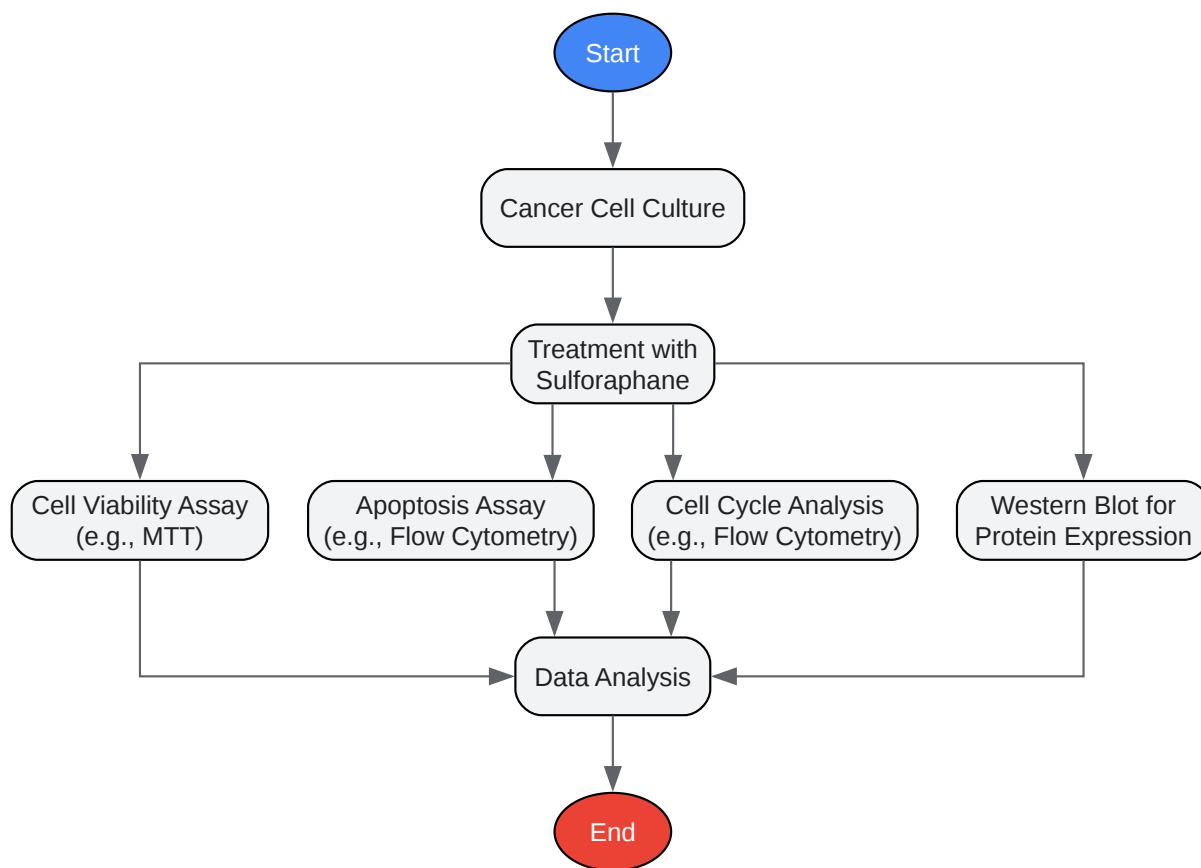 Start
Cancer Cell Culture
Treatment with
Sulforaphane
Cell Viability Assay
(e.g., MTT)
Apoptosis Assay
(e.g., Flow Cytometry)
Cell Cycle Analysis
(e.g., Flow Cytometry)
Western Blot for
Protein Expression
Data Analysis
End